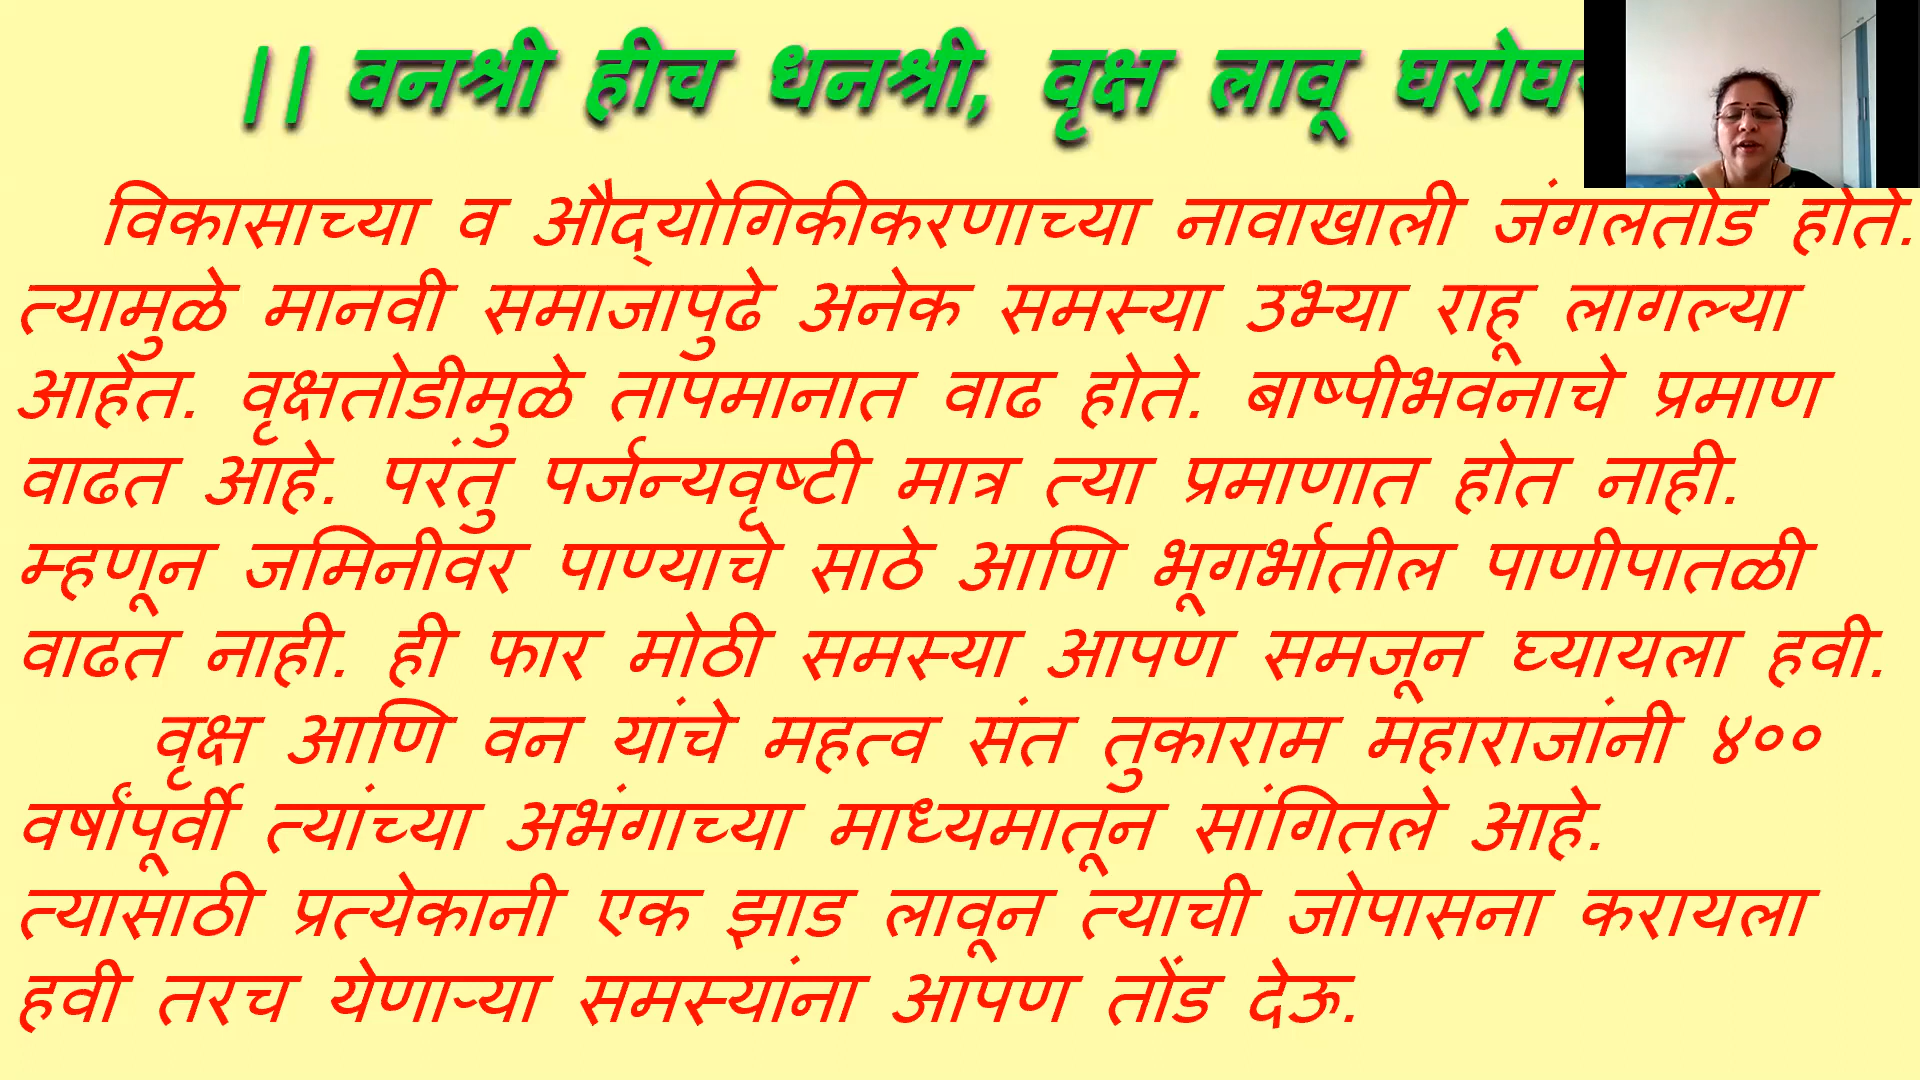 || वनश्री हीच धनश्री, वृक्ष लावू
विकासाच्या व औद्‌योगिकीकरणाच्या नावाखाली जंगलतोड होते.
त्यामुळे मानवी समाजापुढे अनेक समस्या उभ्या राहू लागल्या
आहेत. वृक्षतोडीमुळे तापमानात वाढ होते. बाष्पीभवनाचे प्रमाण
वाढत आहे. परंतु पर्जन्यवृष्टी मात्र त्या प्रमाणात होत नाही.
म्हणून जमिनीवर पाण्याचे साठे आणि भूगर्भातील पाणीपातळी
वाढत नाही. ही फार मोठी समस्या आपण समजून घ्यायला हवी.
वृक्ष आणि वन यांचे महत्व संत तुकाराम महाराजांनी ४००
वर्षांपूर्वी त्यांच्या अभंगाच्या माध्यमातून सांगितले आहे.
त्यासाठी प्रत्येकानी एक झाड लावून त्याची जोपासना करायला
हवी तरच येणाऱ्या समस्यांना आपण तोंड देऊ.